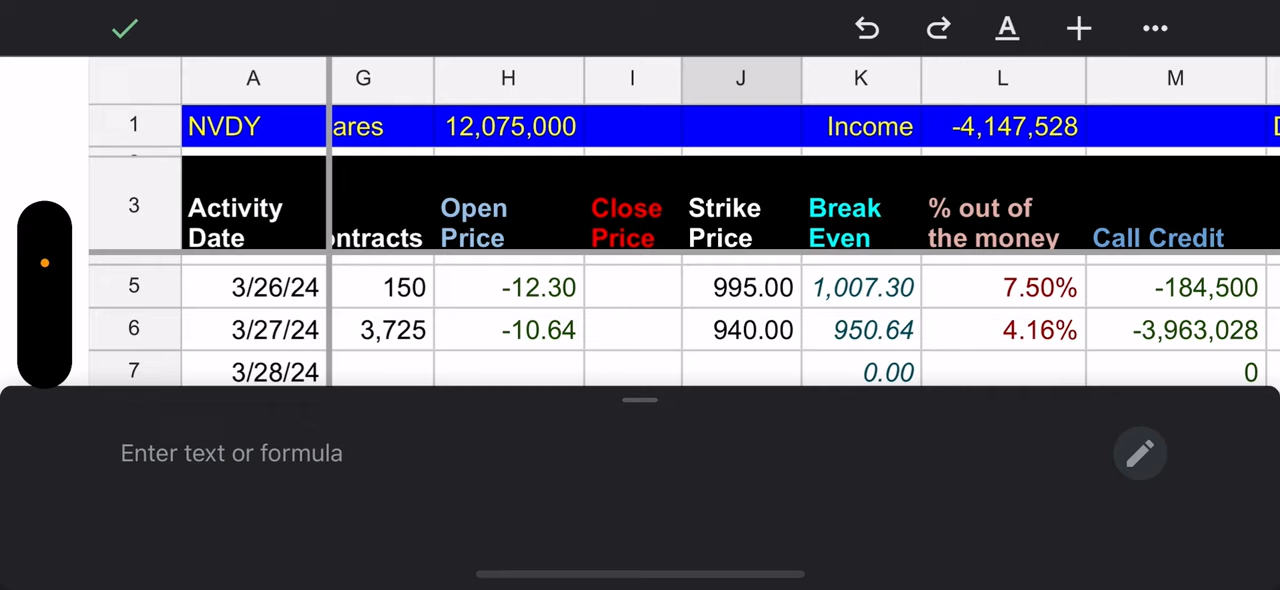 A G H I J K L M
1 NVDY ares 12,075,000 Income -4,147,528
3 Activity Date ontracts Open Price Close Price Strike Price Break Even % out of the money Call Credit
5 3/26/24 150 -12.30 995.00 1,007.30 7.50% -184,500
6 3/27/24 3,725 -10.64 940.00 950.64 4.16% -3,963,028
7 3/28/24 0.00 0
Enter text or formula